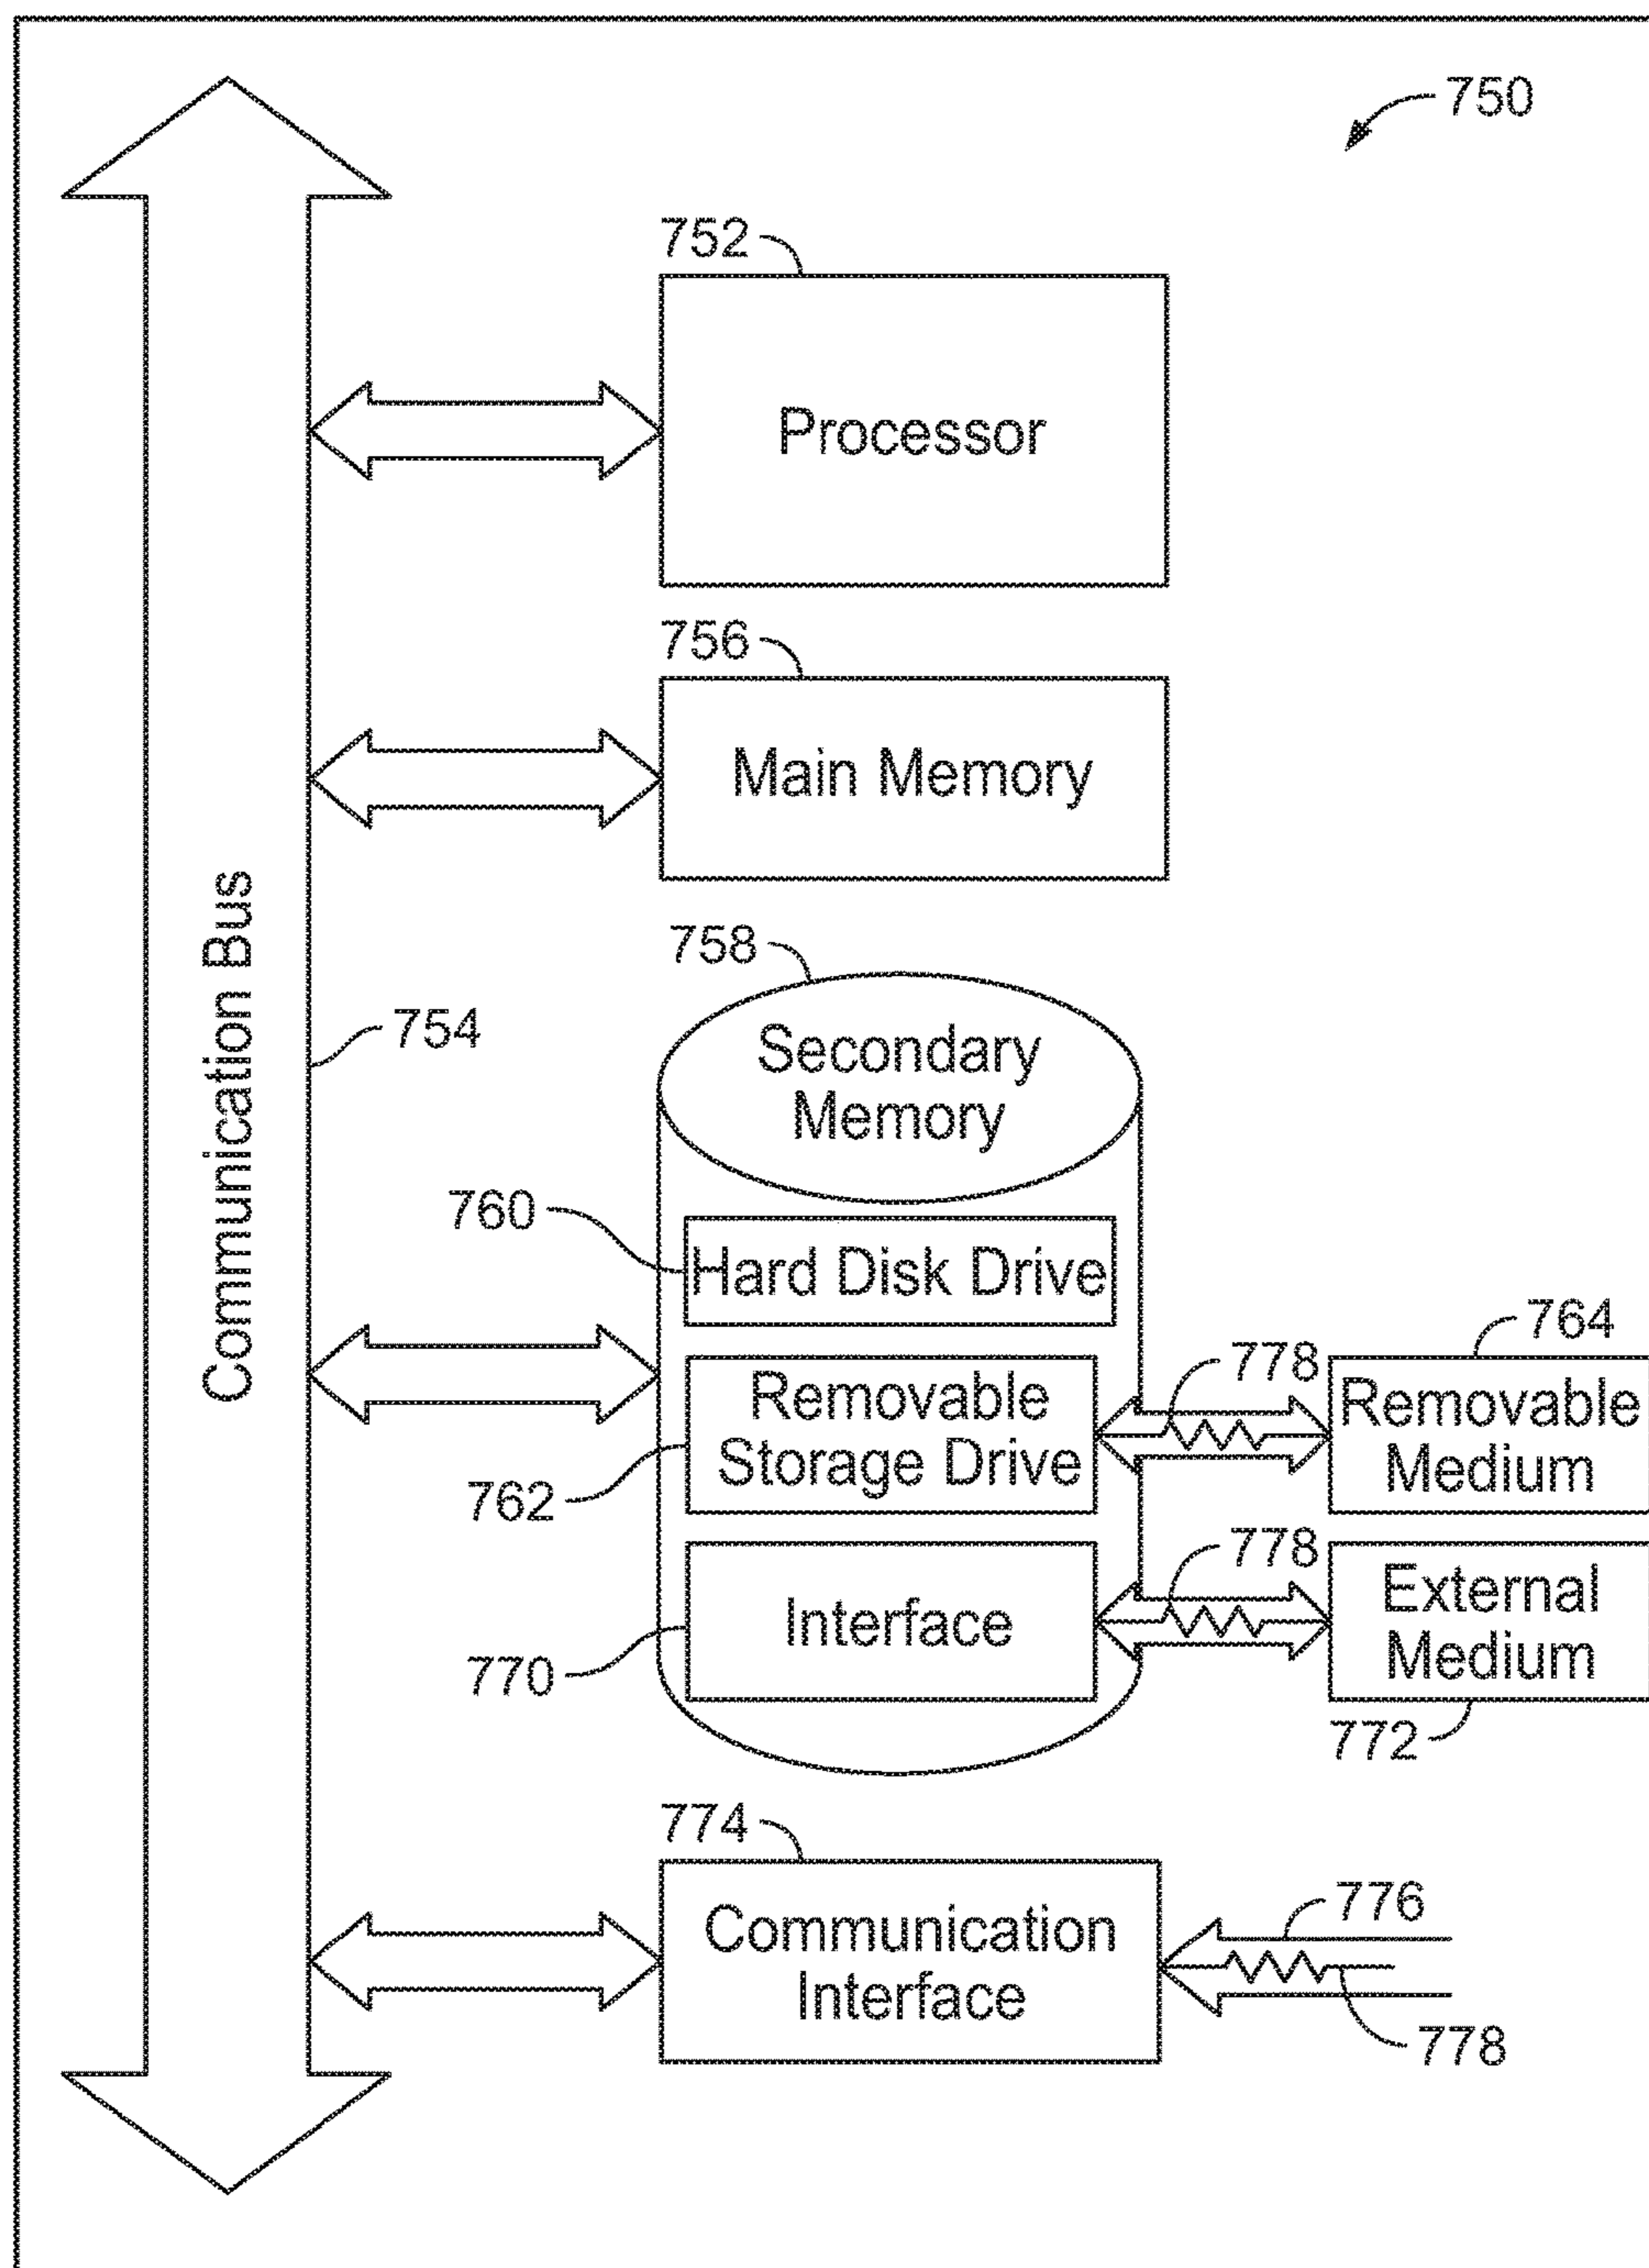 750
752
Processor
756
Main Memory
Communication Bus
754
758
Secondary
Memory
760
Hard Disk Drive
762
Removable
Storage Drive
778
764
Removable
Medium
770
Interface
778
External
Medium
772
774
Communication
Interface
776
778